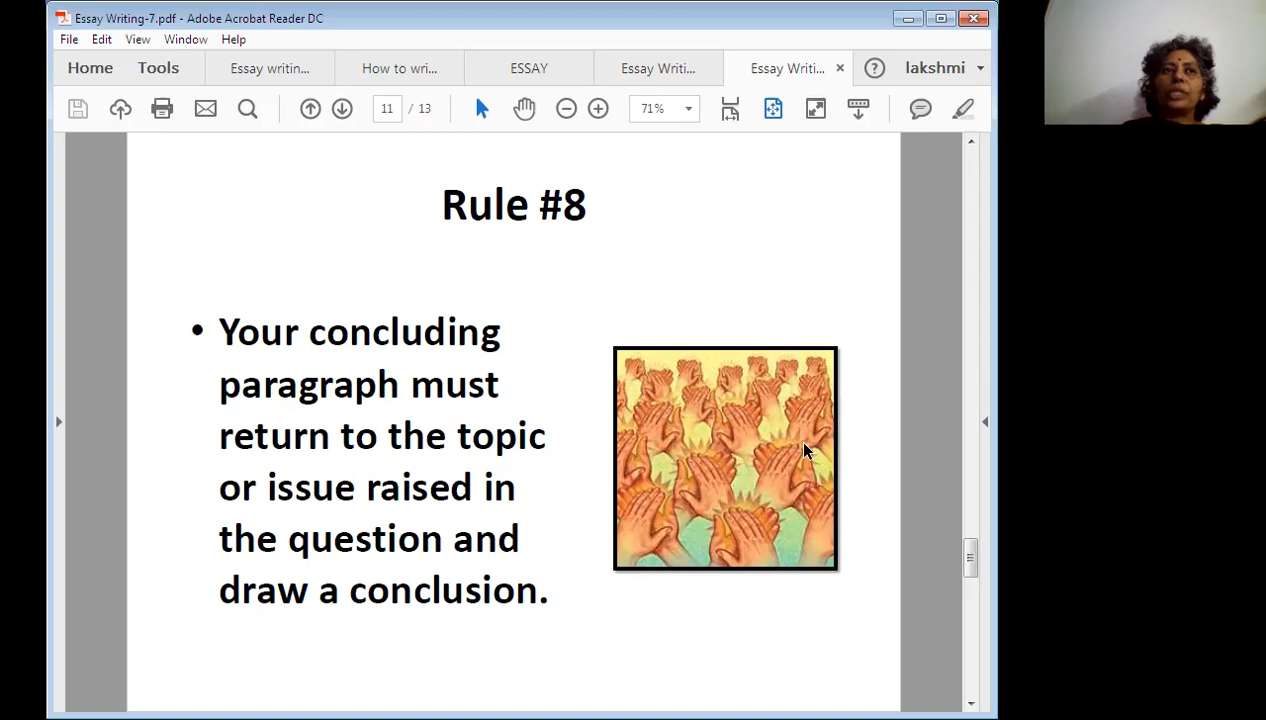 Essay Writing-7.pdf - Adobe Acrobat Reader DC
File Edit View Window Help
Home Tools Essay writin... How to wri... ESSAY Essay Writi... Essay Writi... × ? lakshmi
11 / 13 71%
Rule #8
• Your concluding
paragraph must
return to the topic
or issue raised in
the question and
draw a conclusion.